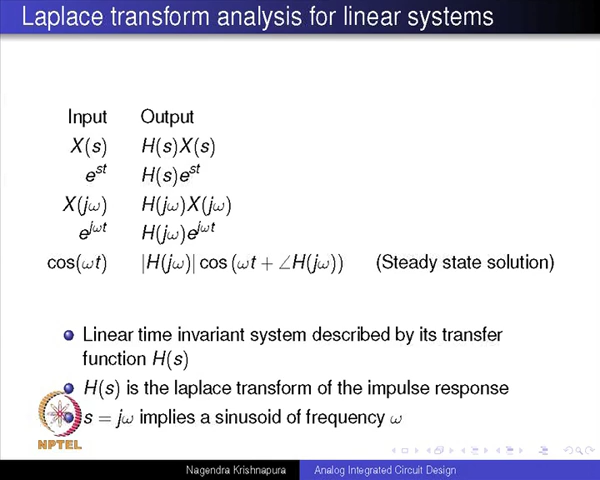 Laplace transform analysis for linear systems
Input Output
X(s) H(s)X(s)
e^{st} H(s)e^{st}
X(jω) H(jω)X(jω)
e^{jωt} H(jω)e^{jωt}
cos(ωt) |H(jω)| cos (ωt + ∠H(jω)) (Steady state solution)
Linear time invariant system described by its transfer
function H(s)
H(s) is the laplace transform of the impulse response
s = jω implies a sinusoid of frequency ω
NPTEL
Nagendra Krishnapura Analog Integrated Circuit Design